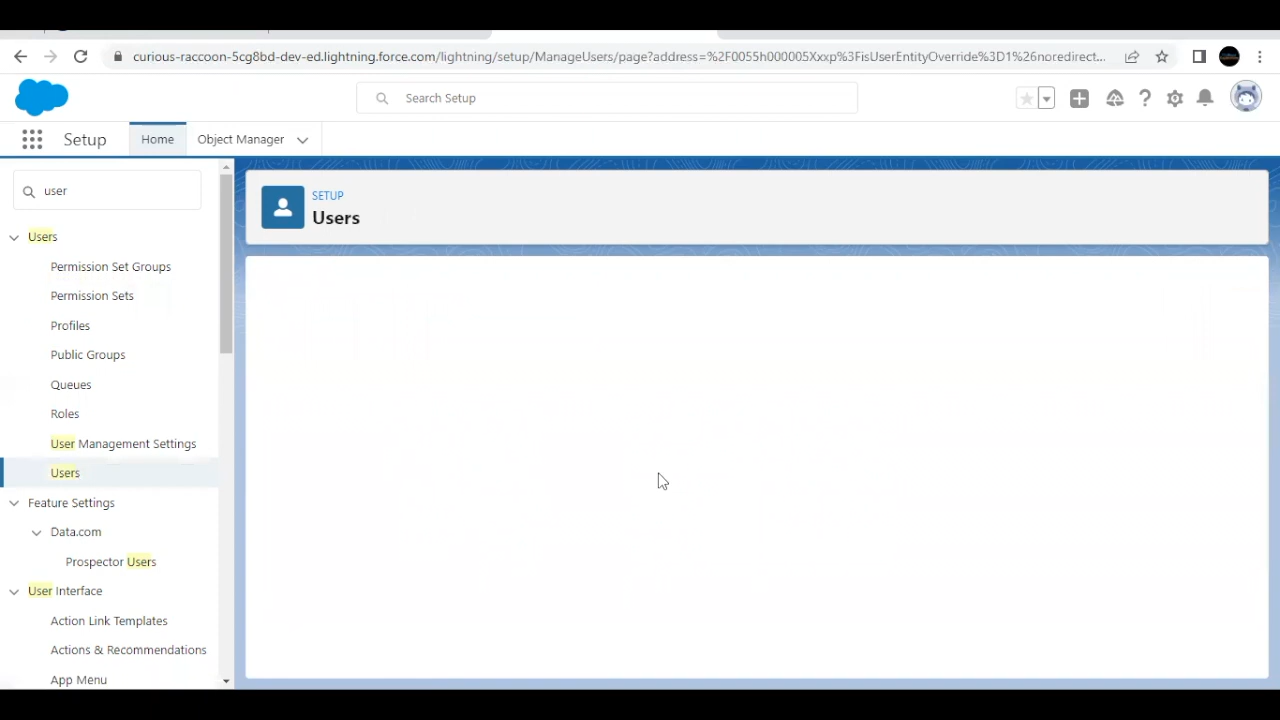 curious-raccoon-5cg8bd-dev-ed.lightning.force.com/lightning/setup/ManageUsers/page?address=%2F0055h000005Xxxp%3FisUserEntityOverride%3D1%26noredirect...
Search Setup
Setup
Home
Object Manager
user
SETUP
Users
Users
Permission Set Groups
Permission Sets
Profiles
Public Groups
Queues
Roles
User Management Settings
Users
Feature Settings
Data.com
Prospector Users
User Interface
Action Link Templates
Actions & Recommendations
App Menu